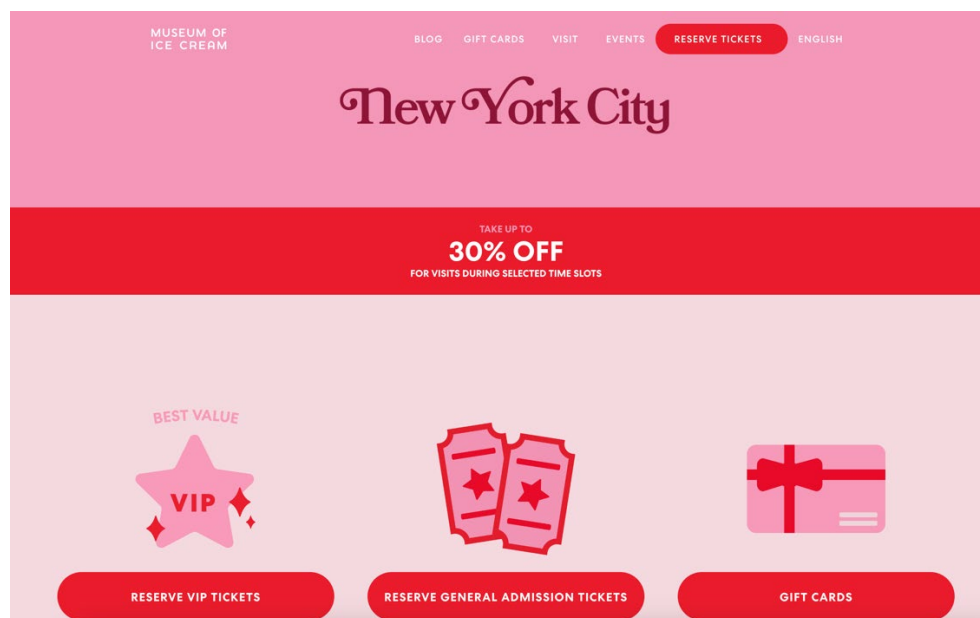 MUSEUM OF
ICE CREAM
BLOG GIFT CARDS VISIT EVENTS RESERVE TICKETS ENGLISH
New York City
TAKE UP TO
30% OFF
FOR VISITS DURING SELECTED TIME SLOTS
BEST VALUE
VIP
RESERVE VIP TICKETS
RESERVE GENERAL ADMISSION TICKETS
GIFT CARDS